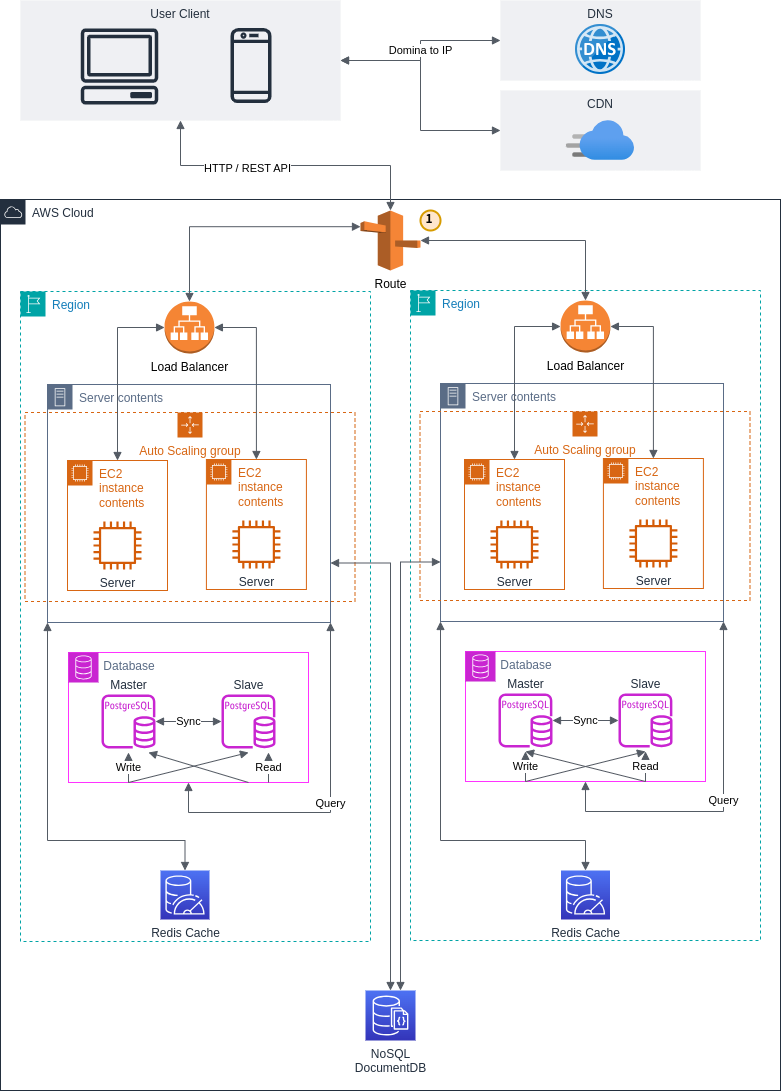 User Client
DNS
DNS
Domina to IP
CDN
HTTP / REST API
AWS Cloud
1
Route
Region
Load Balancer
Server contents
Auto Scaling group
EC2
instance
contents
Server
EC2
instance
contents
Server
Database
Master
Slave
PostgreSQL
PostgreSQL
Sync
Write
Read
Query
Redis Cache
Region
Load Balancer
Server contents
Auto Scaling group
EC2
instance
contents
Server
EC2
instance
contents
Server
Database
Master
Slave
PostgreSQL
PostgreSQL
Sync
Write
Read
Query
Redis Cache
{}
NoSQL
DocumentDB